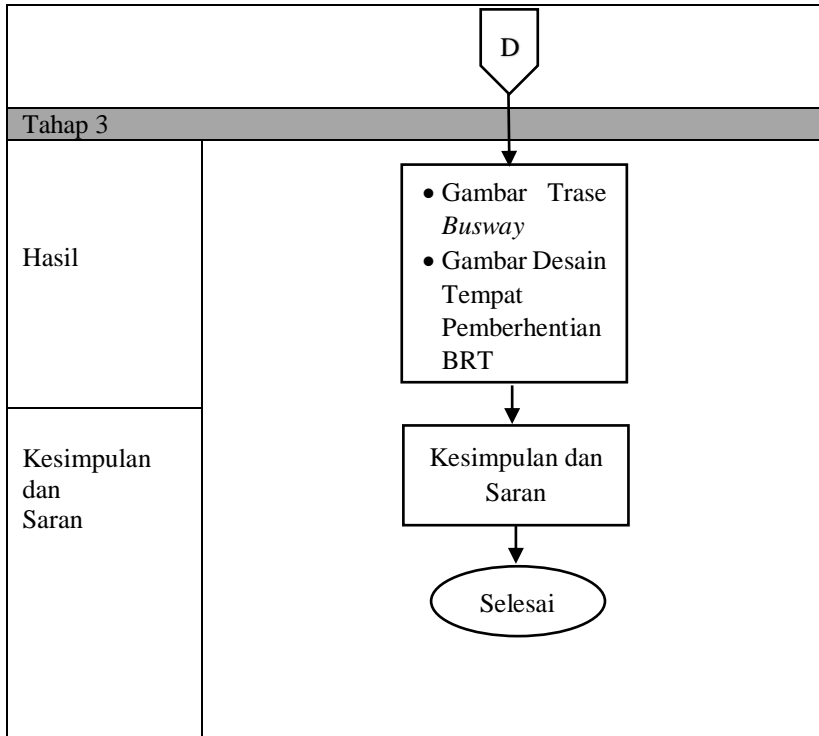 D
Tahap 3
Hasil
• Gambar Trase
Busway
• Gambar Desain
Tempat
Pemberhentian
BRT
Kesimpulan
dan
Saran
Kesimpulan dan
Saran
Selesai